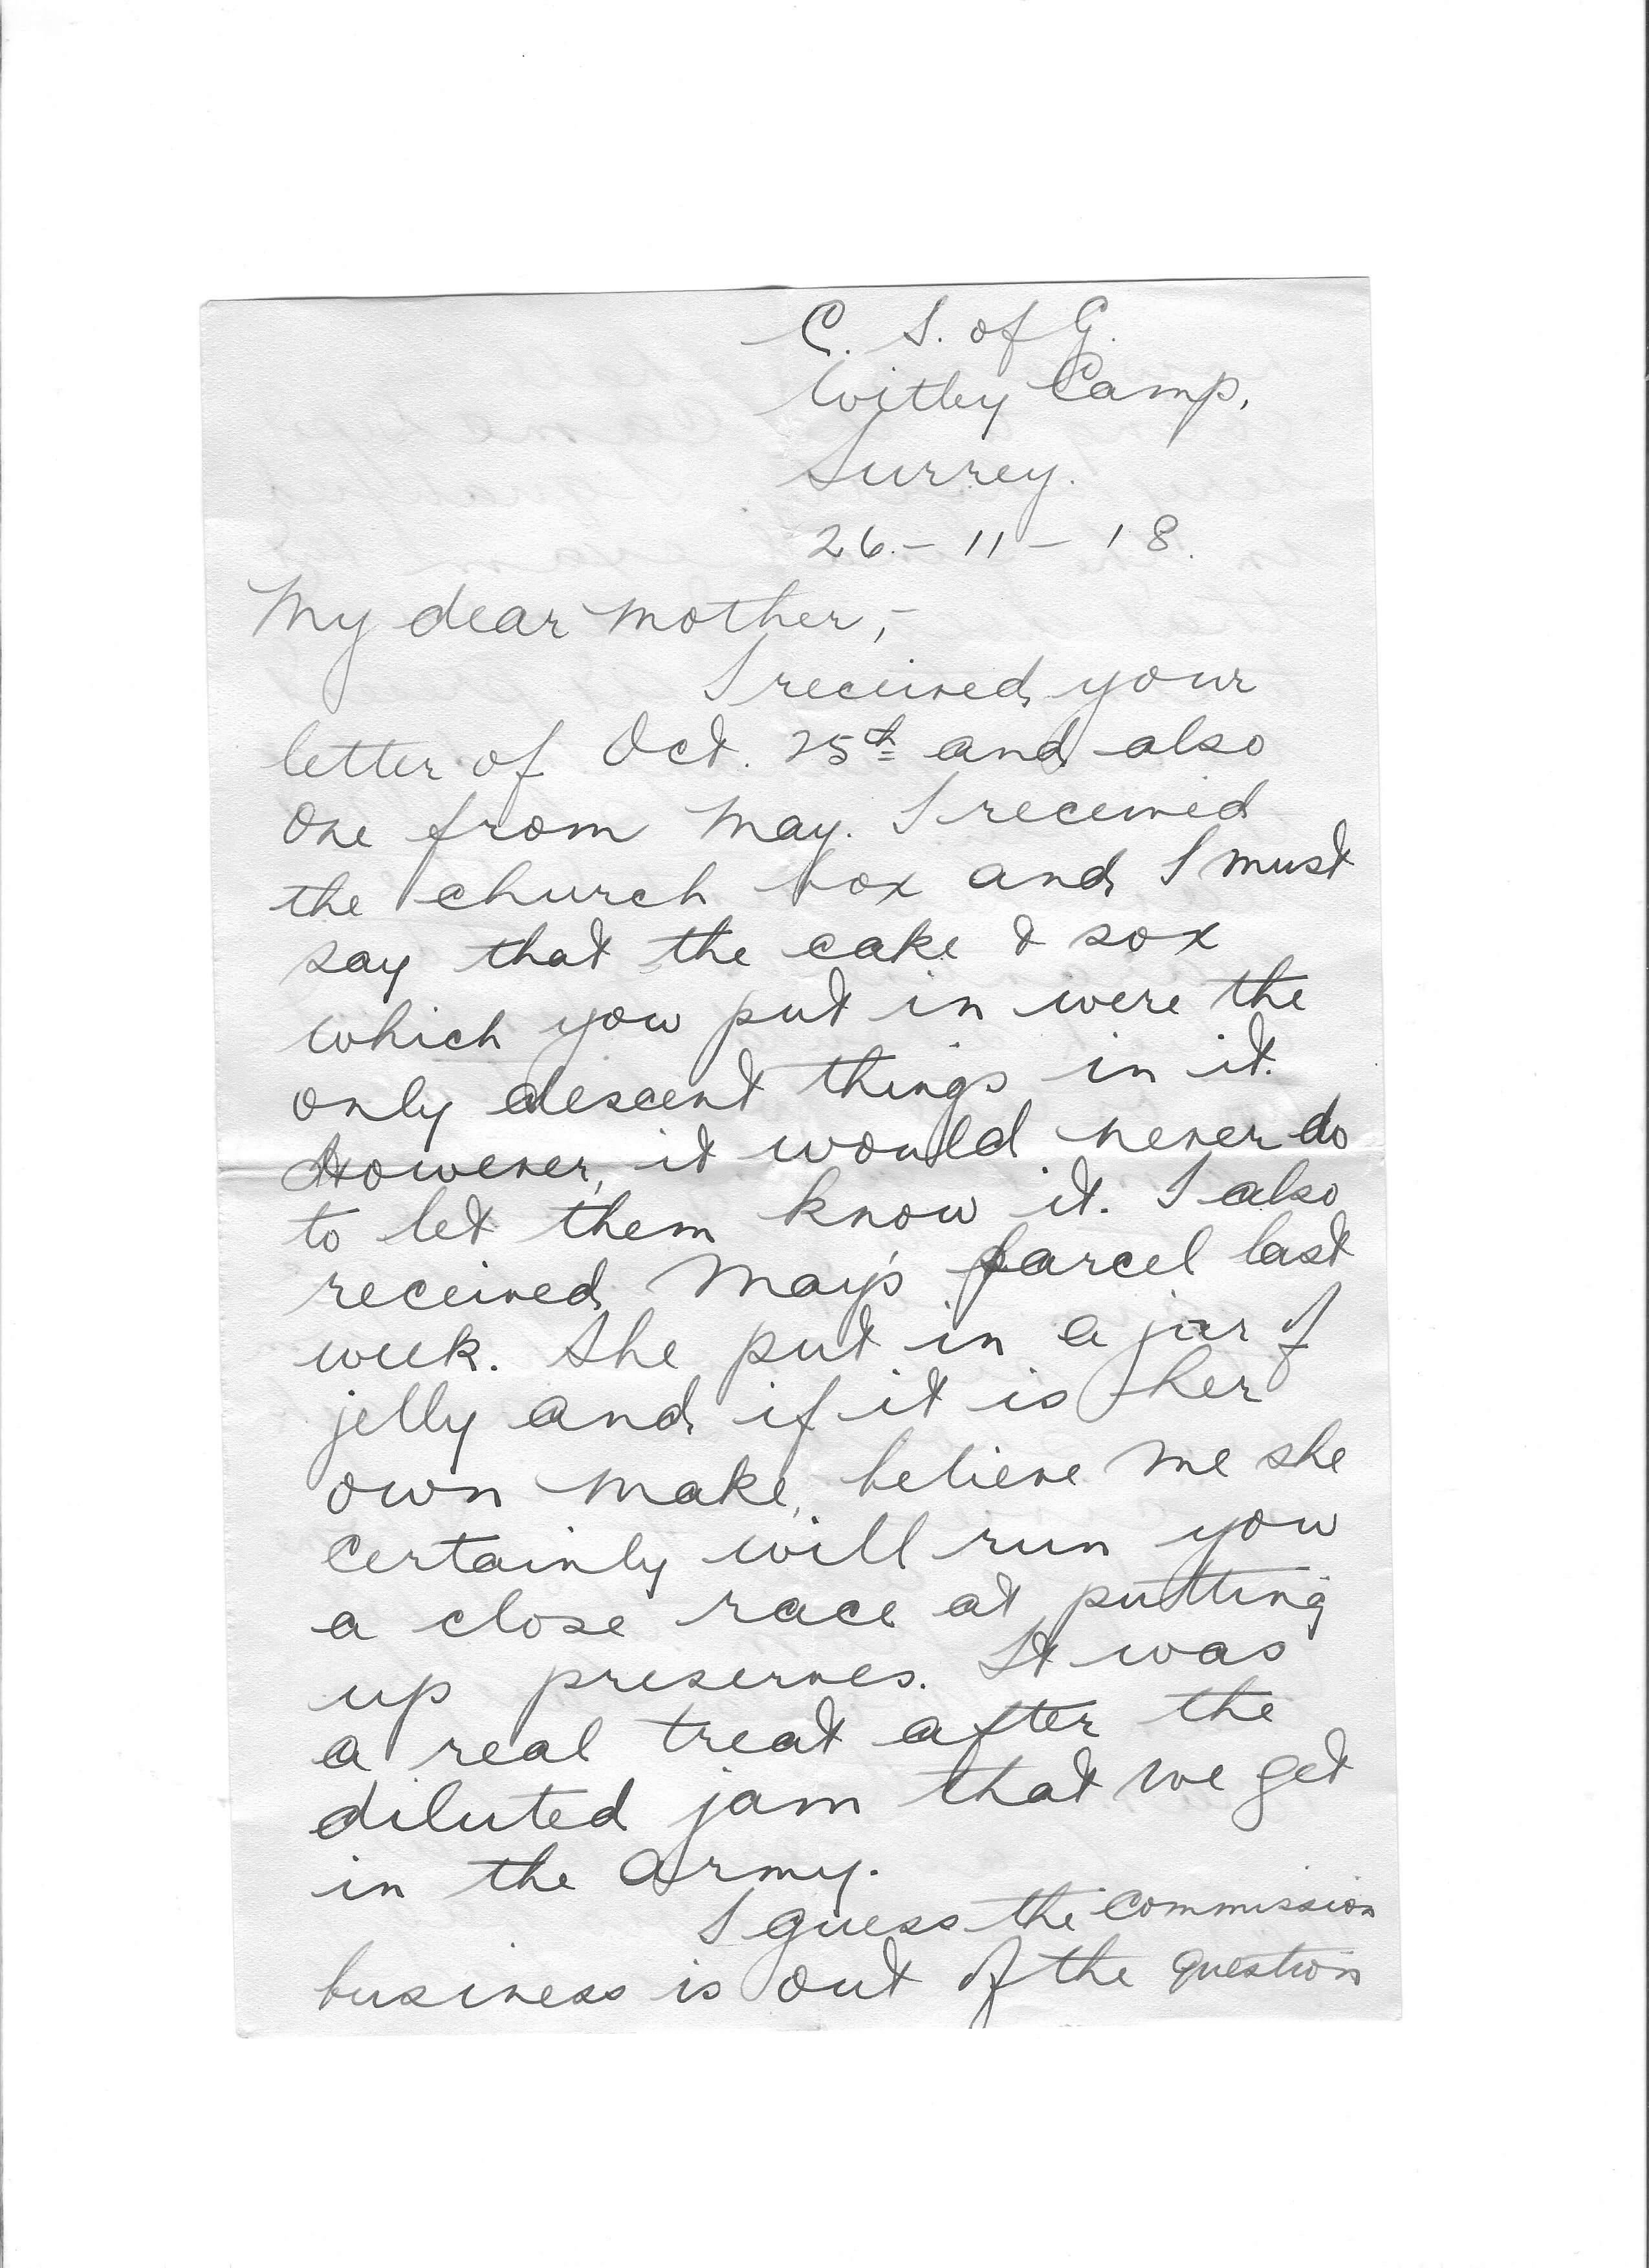 C. S. of G.
Witley Camp,
Surrey.
26.- 11 - 18.
My dear mother,-
I received your
letter of Oct. 25th and also
one from May. I received
the church box and I must
say that the cake & sox
which you put in were the
only descent things in it.
However, it would never do
to let them know it. I also
received May's parcel last
week. She put in a jar of
jelly and if it is her
own make, believe me she
certainly will run you
a close race at putting
up preserves. It was
a real treat after the
diluted jam that we get
in the army.
I guess the commission
business is out of the question